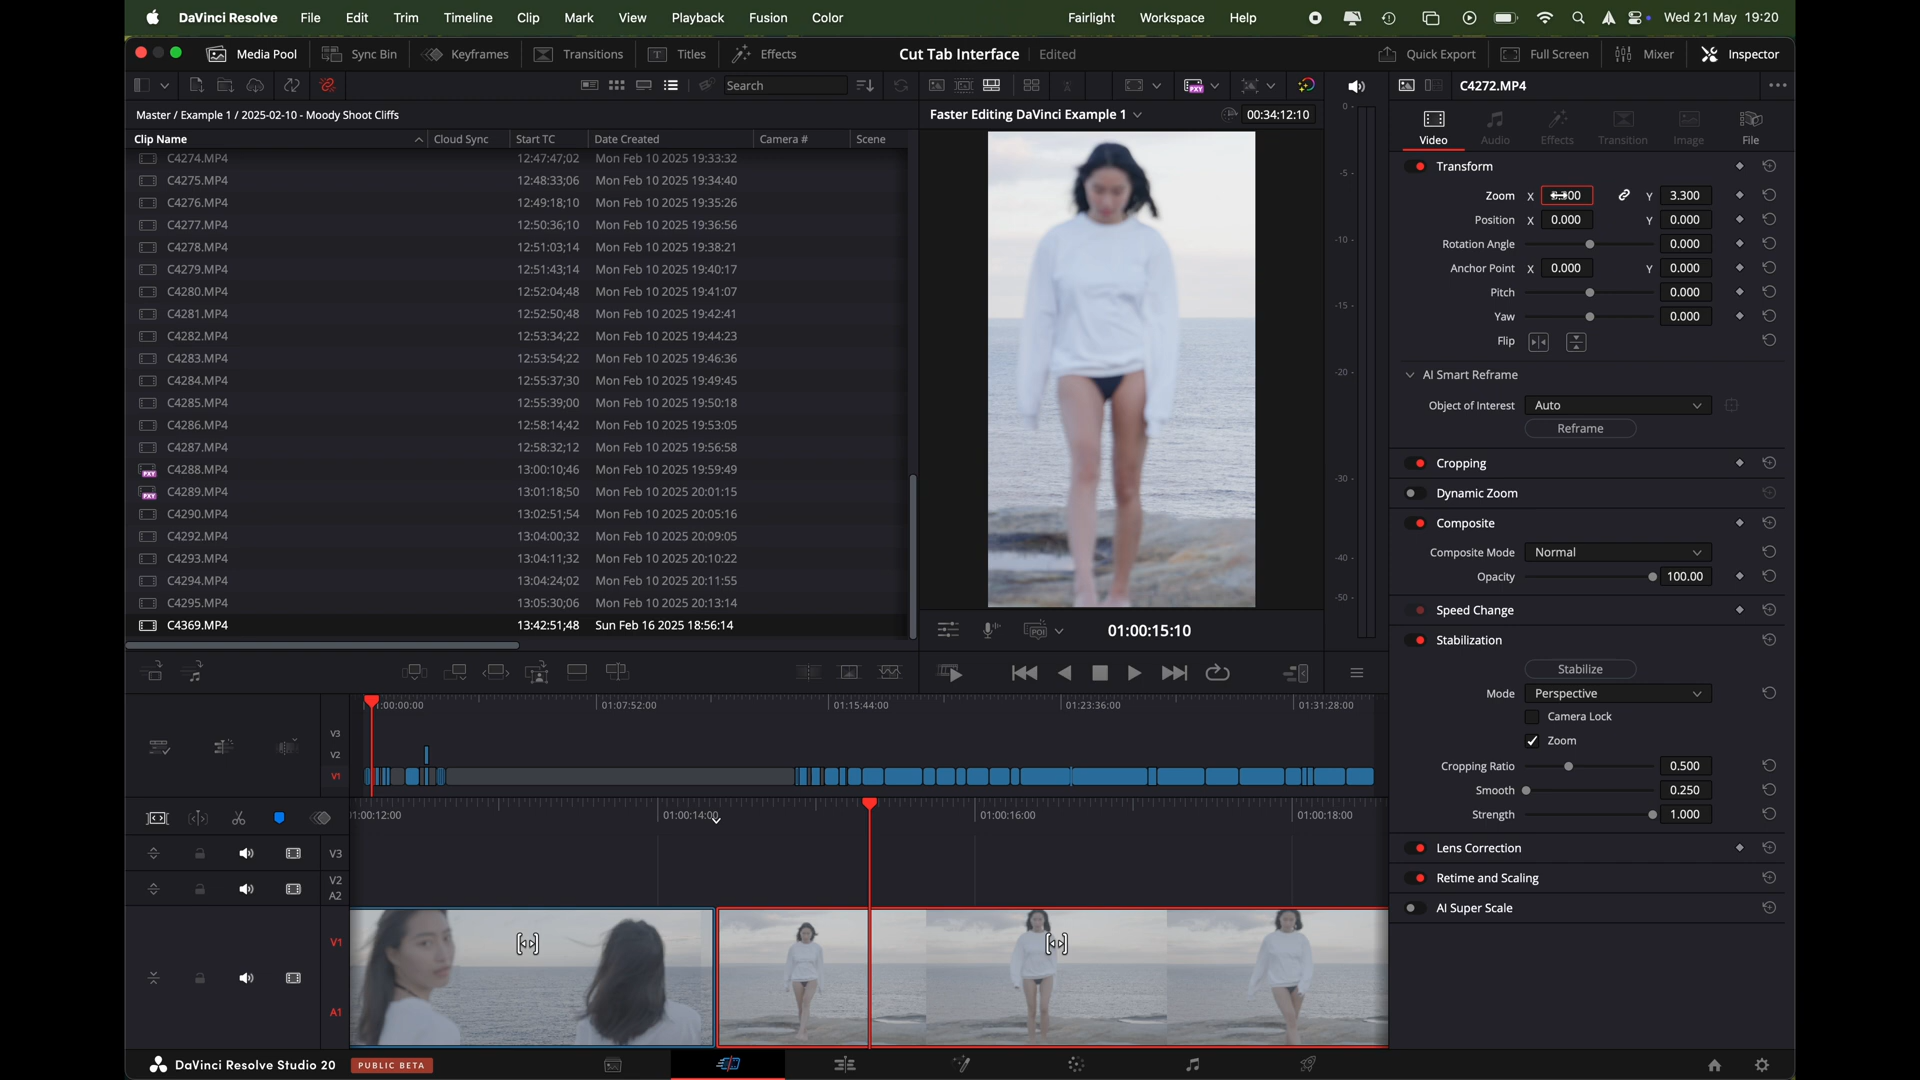 DaVinci Resolve File Edit Trim Timeline Clip Mark View Playback Fusion Color Fairlight Workspace Help Wed 21 May 19:20
Media Pool Sync Bin Keyframes Transitions Titles Effects Cut Tab Interface Edited Quick Export Full Screen Mixer Inspector
Search C4272.MP4
Master / Example 1 / 2025-02-10 - Moody Shoot Cliffs Faster Editing DaVinci Example 1 00:34:12:10
Clip Name Cloud Sync Start TC Date Created Camera # Scene
Video Audio Effects Transition Image File
C4274.MP4 12:47:47;02 Mon Feb 10 2025 19:33:32
C4275.MP4 12:48:33;06 Mon Feb 10 2025 19:34:40
C4276.MP4 12:49:18;10 Mon Feb 10 2025 19:35:26
C4277.MP4 12:50:36;10 Mon Feb 10 2025 19:36:56
C4278.MP4 12:51:03;14 Mon Feb 10 2025 19:38:21
C4279.MP4 12:51:43;14 Mon Feb 10 2025 19:40:17
C4280.MP4 12:52:04;48 Mon Feb 10 2025 19:41:07
C4281.MP4 12:52:50;48 Mon Feb 10 2025 19:42:41
C4282.MP4 12:53:34;22 Mon Feb 10 2025 19:44:23
C4283.MP4 12:53:54;22 Mon Feb 10 2025 19:46:36
C4284.MP4 12:55:37;30 Mon Feb 10 2025 19:49:45
C4285.MP4 12:55:39;00 Mon Feb 10 2025 19:50:18
C4286.MP4 12:58:14;42 Mon Feb 10 2025 19:53:05
C4287.MP4 12:58:32;12 Mon Feb 10 2025 19:56:58
PXY C4288.MP4 13:00:10;46 Mon Feb 10 2025 19:59:49
PXY C4289.MP4 13:01:18;50 Mon Feb 10 2025 20:01:15
C4290.MP4 13:02:51;54 Mon Feb 10 2025 20:05:16
C4292.MP4 13:04:00;32 Mon Feb 10 2025 20:09:05
C4293.MP4 13:04:11;32 Mon Feb 10 2025 20:10:22
C4294.MP4 13:04:24;02 Mon Feb 10 2025 20:11:55
C4295.MP4 13:05:30;06 Mon Feb 10 2025 20:13:14
C4369.MP4 13:42:51;48 Sun Feb 16 2025 18:56:14
PXY
0
-5
-10
-15
-20
-30
-40
-50
POI 01:00:15:10
Transform
Zoom X Y 3.300
Position X 0.000 Y 0.000
Rotation Angle 0.000
Anchor Point X 0.000 Y 0.000
Pitch 0.000
Yaw 0.000
Flip
AI Smart Reframe
Object of Interest Auto
Reframe
Cropping
Dynamic Zoom
Composite
Composite Mode Normal
Opacity 100.00
Speed Change
Stabilization
Stabilize
Mode Perspective
Camera Lock
Zoom
Cropping Ratio 0.500
Smooth 0.250
Strength 1.000
Lens Correction
Retime and Scaling
AI Super Scale
:00:00:00 01:07:52:00 01:15:44:00 01:23:36:00 01:31:28:00
V3
V2
V1
1:00:12:00 01:00:14:00 01:00:16:00 01:00:18:00
V3
V2
A2
V1
A1
DaVinci Resolve Studio 20 PUBLIC BETA